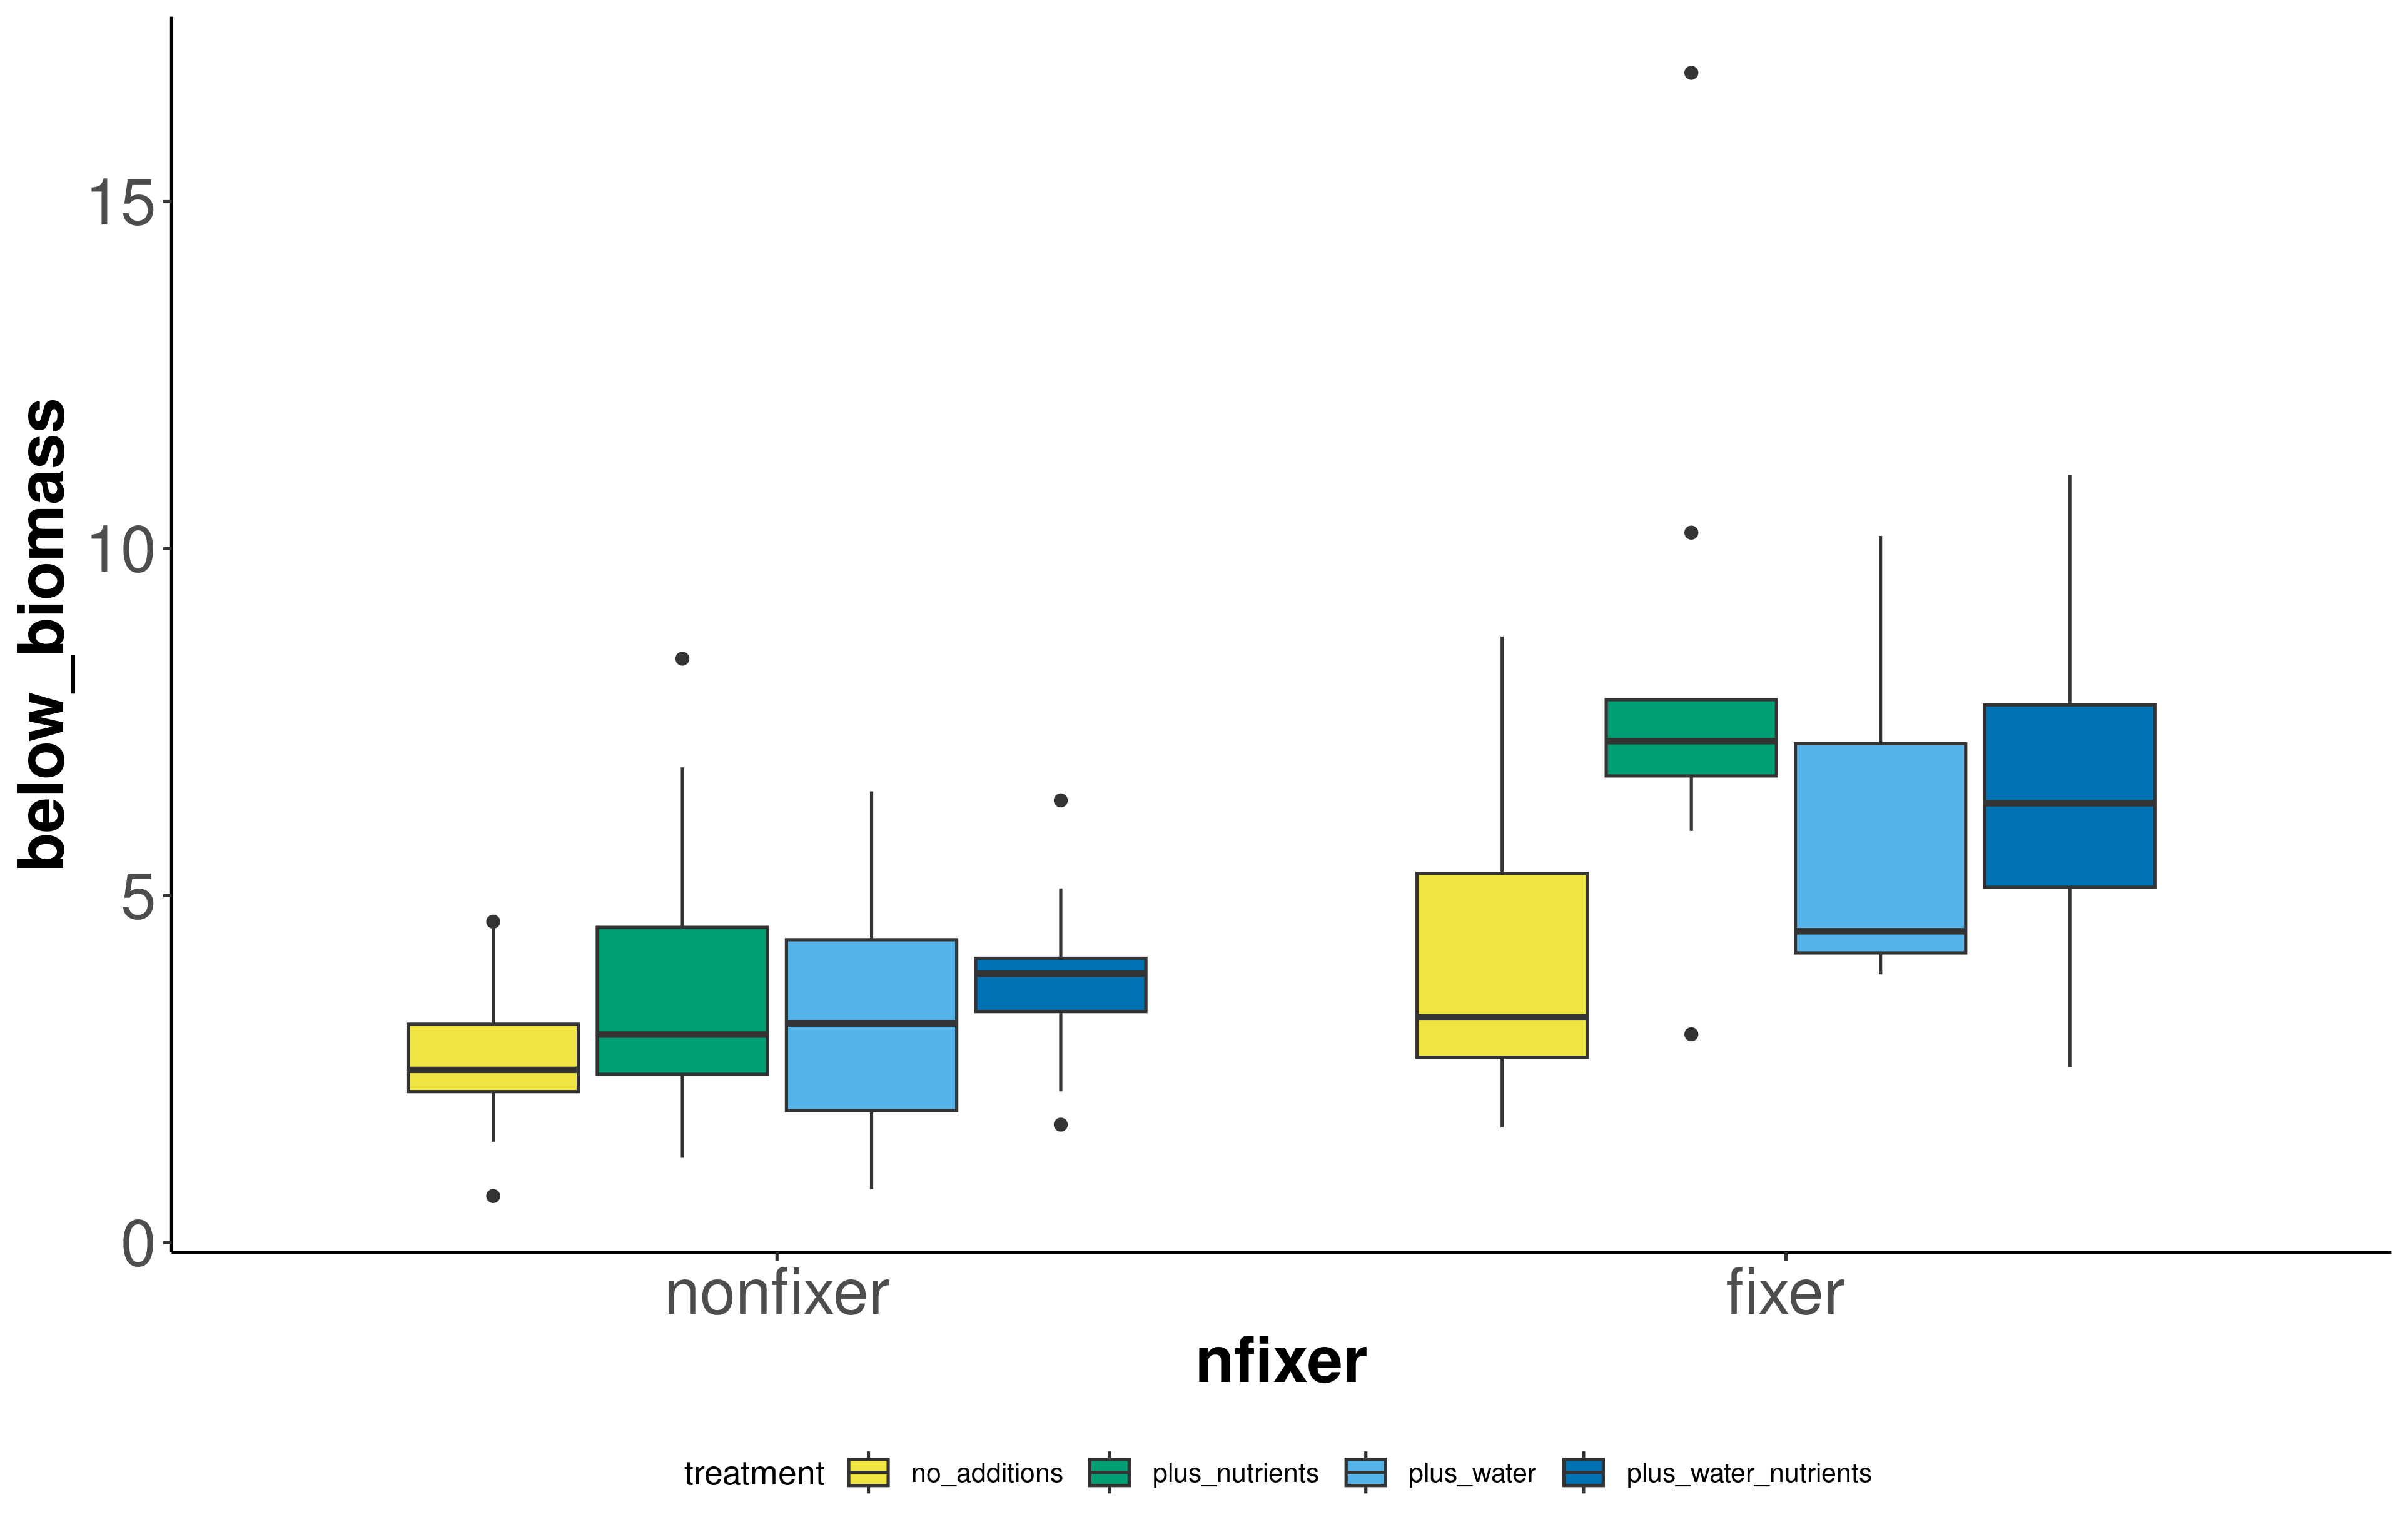 below_biomass
15
10
5
0
nonfixer fixer
nfixer
treatment no_additions plus_nutrients plus_water plus_water_nutrients